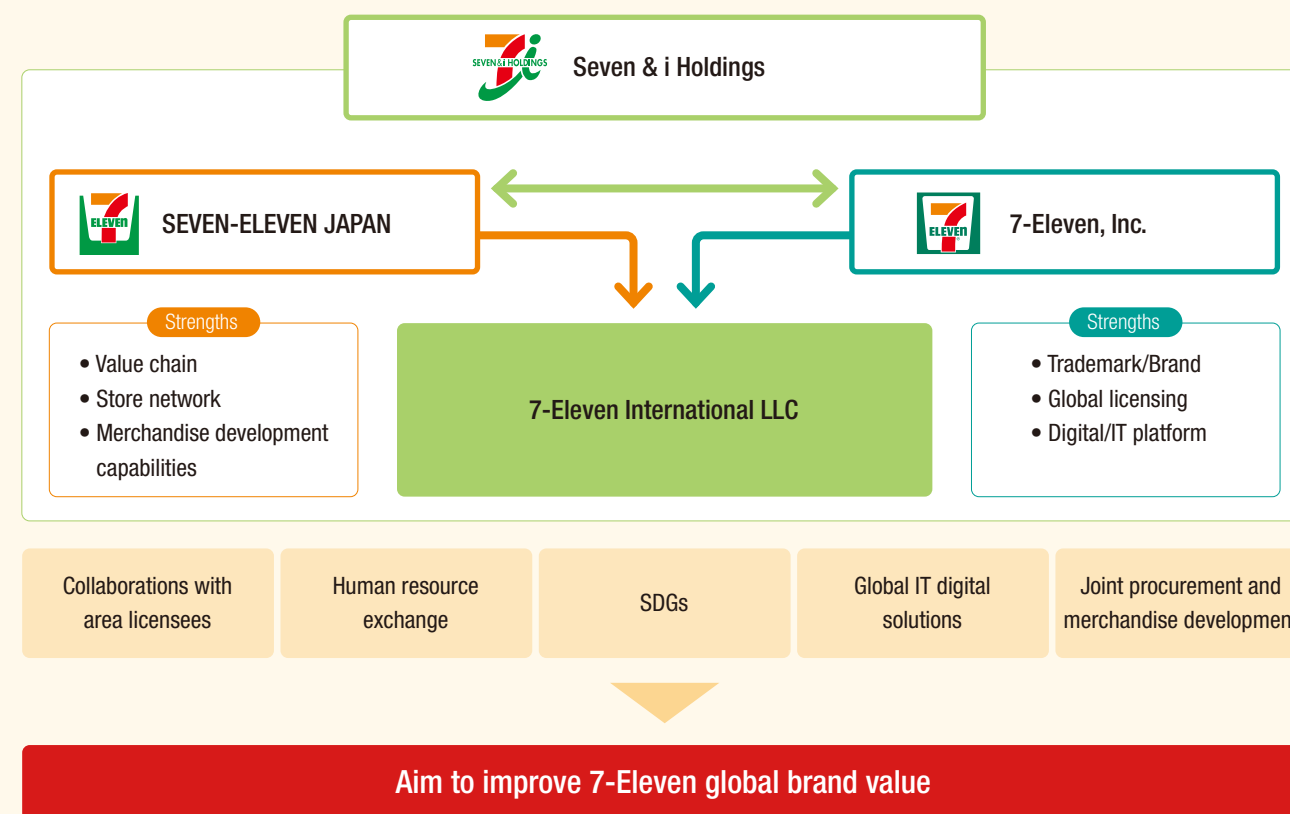 SEVEN & i HOLDINGS
Seven & i Holdings
ELEVEn
SEVEN-ELEVEN JAPAN
ELEVEn
7-Eleven, Inc.
Strengths
• Value chain
• Store network
• Merchandise development
capabilities
7-Eleven International LLC
Strengths
• Trademark/Brand
• Global licensing
• Digital/IT platform
Collaborations with
area licensees
Human resource
exchange
SDGs
Global IT digital
solutions
Joint procurement and
merchandise developmen
Aim to improve 7-Eleven global brand value